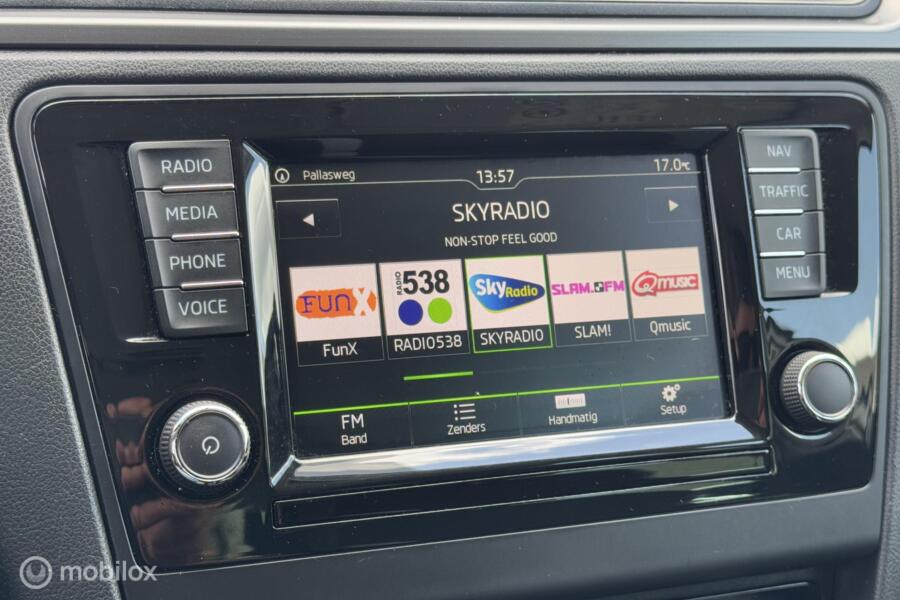 RADIO
MEDIA
PHONE
VOICE
NAV
TRAFFIC
CAR
MENU
Pallasweg
13:57
17.0°C
SKYRADIO
NON-STOP FEEL GOOD
FunX
RADIO 538
Sky Radio
SLAM.FM
Qmusic
FunX
RADIO538
SKYRADIO
SLAM!
Qmusic
FM
Band
Zenders
Handmatig
Setup
mobilox